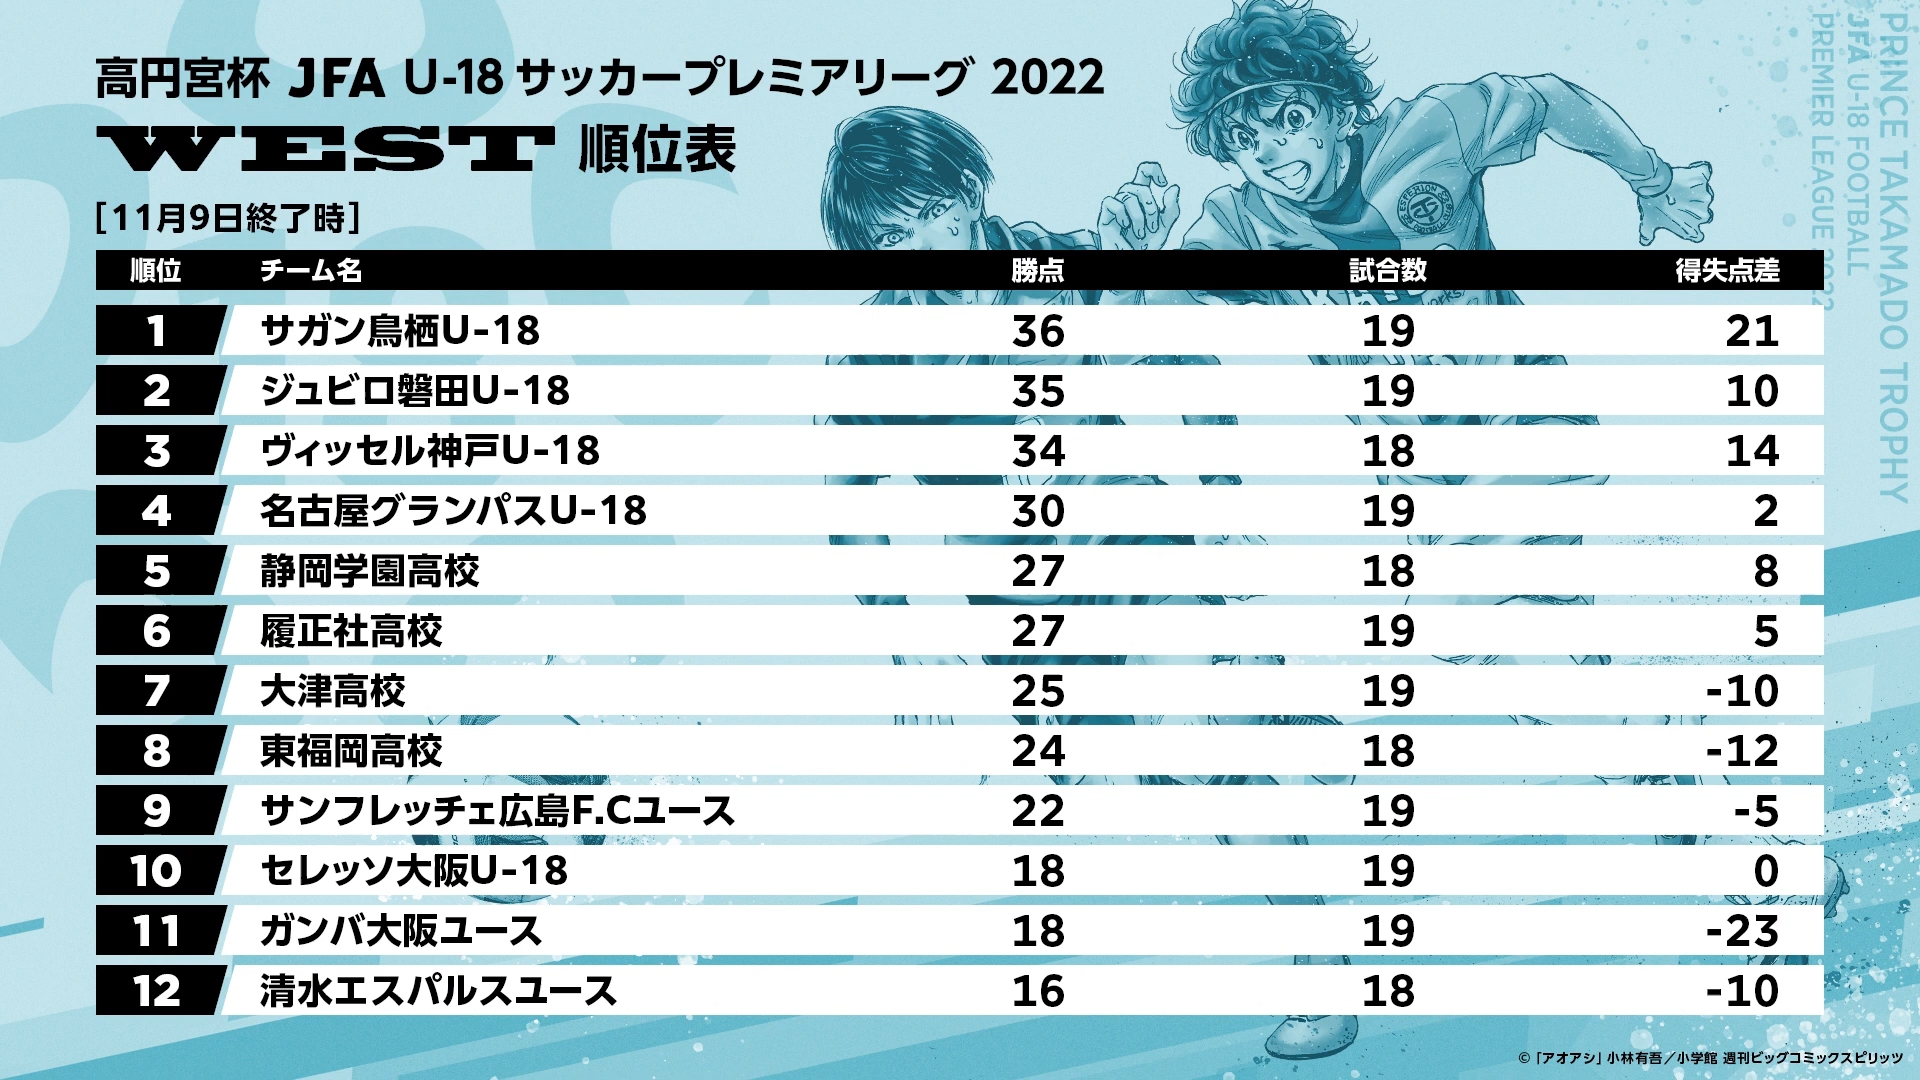 高円宮杯 JFA U-18 サッカープレミアリーグ 2022
WEST 順位表
[11月9日終了時]
順位 チーム名 勝点 試合数 得失点差
1 サガン鳥栖U-18 36 19 21
2 ジュビロ磐田U-18 35 19 10
3 ヴィッセル神戸U-18 34 18 14
4 名古屋グランパスU-18 30 19 2
5 静岡学園高校 27 18 8
6 履正社高校 27 19 5
7 大津高校 25 19 -10
8 東福岡高校 24 18 -12
9 サンフレッチェ広島F.Cユース 22 19 -5
10 セレッソ大阪U-18 18 19 0
11 ガンバ大阪ユース 18 19 -23
12 清水エスパルスユース 16 18 -10
PRINCE TAKAMADO TROPHY
JFA U-18 FOOTBALL
PREMIER LEAGUE 2022
©「アオアシ」小林有吾／小学館 週刊ビッグコミックスピリッツ